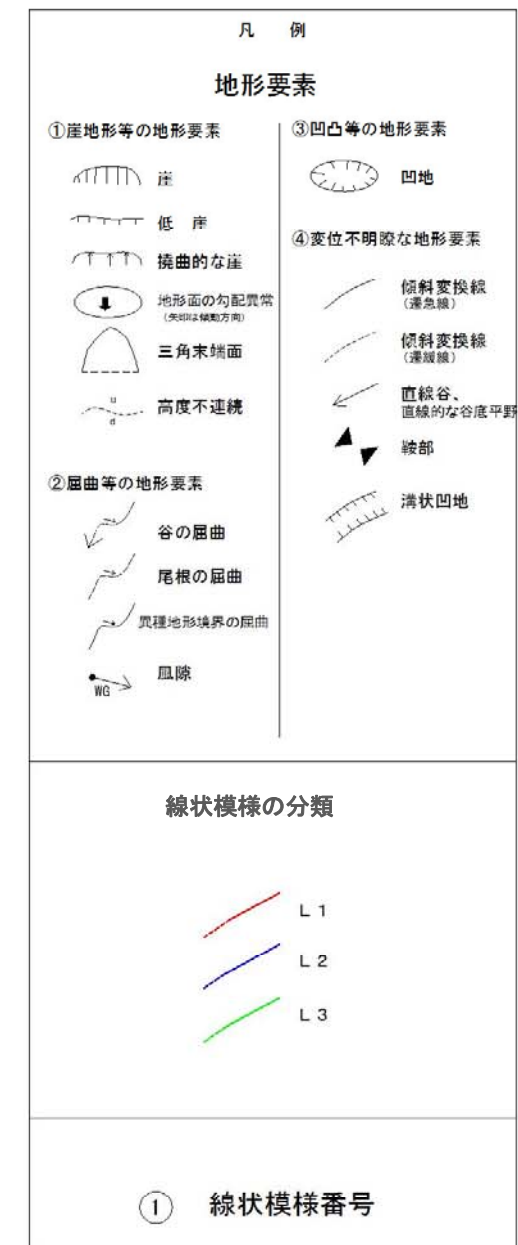 凡 例
地形要素
①崖地形等の地形要素
崖
低 崖
撓曲的な崖
地形面の勾配異常
(矢印は傾動方向)
三角末端面
u
d
高度不連続
②屈曲等の地形要素
谷の屈曲
尾根の屈曲
異種地形境界の屈曲
WG
風隙
③凹凸等の地形要素
凹地
④変位不明瞭な地形要素
傾斜変換線
(遷急線)
傾斜変換線
(遷緩線)
直線谷、
直線的な谷底平野
鞍部
溝状凹地
線状模様の分類
L1
L2
L3
① 線状模様番号